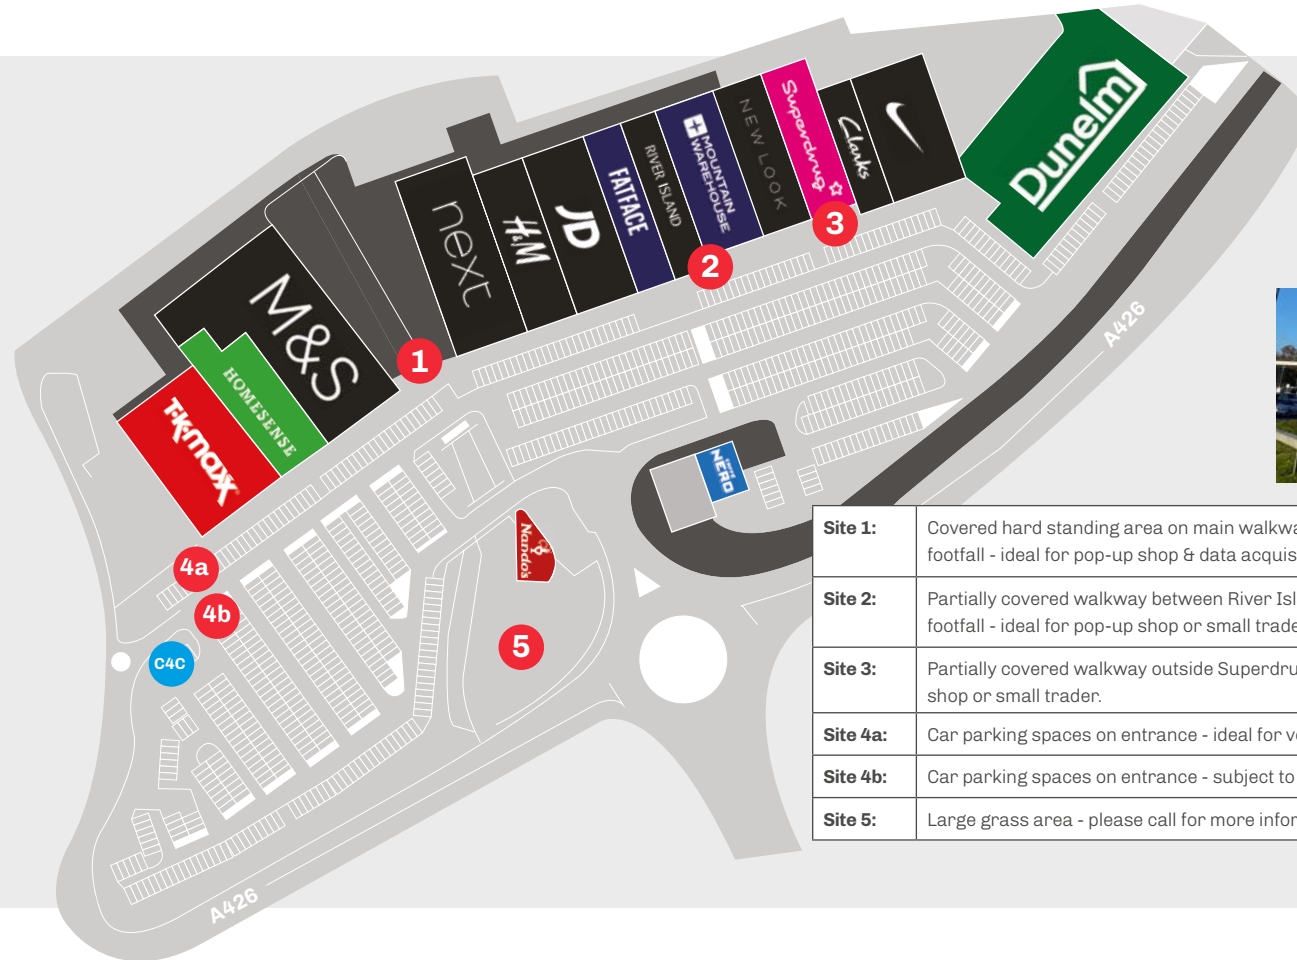 Dunelm
Superdrug
Clarks
NEW LOOK
MOUNTAIN
WAREHOUSE
RIVER ISLAND
FATFACE
JD
H&M
next
M&S
HOMESENSE
T·K·maxx
1
2
3
4a
4b
C4C
5
CAFFÈ
NERO
Nando's
A426
A426
Site 1:
Covered hard standing area on main walkwa
footfall - ideal for pop-up shop & data acquis
Site 2:
Partially covered walkway between River Isl
footfall - ideal for pop-up shop or small trade
Site 3:
Partially covered walkway outside Superdru
shop or small trader.
Site 4a:
Car parking spaces on entrance - ideal for v
Site 4b:
Car parking spaces on entrance - subject to
Site 5:
Large grass area - please call for more infor